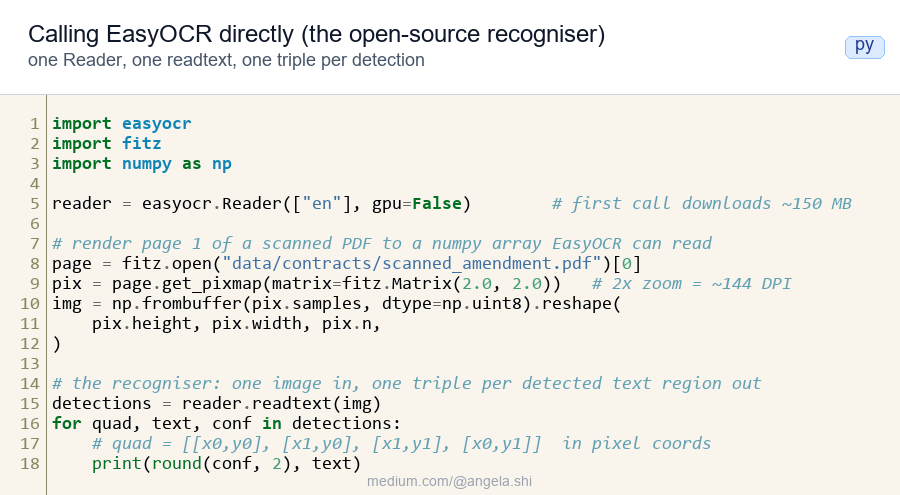 Calling EasyOCR directly (the open-source recogniser)
one Reader, one readtext, one triple per detection
py
1 import easyocr
2 import fitz
3 import numpy as np
4
5 reader = easyocr.Reader(["en"], gpu=False)        # first call downloads ~150 MB
6
7 # render page 1 of a scanned PDF to a numpy array EasyOCR can read
8 page = fitz.open("data/contracts/scanned_amendment.pdf")[0]
9 pix = page.get_pixmap(matrix=fitz.Matrix(2.0, 2.0))   # 2x zoom = ~144 DPI
10 img = np.frombuffer(pix.samples, dtype=np.uint8).reshape(
11     pix.height, pix.width, pix.n,
12 )
13
14 # the recogniser: one image in, one triple per detected text region out
15 detections = reader.readtext(img)
16 for quad, text, conf in detections:
17     # quad = [[x0,y0], [x1,y0], [x1,y1], [x0,y1]]  in pixel coords
18     print(round(conf, 2), text)
medium.com/@angela.shi